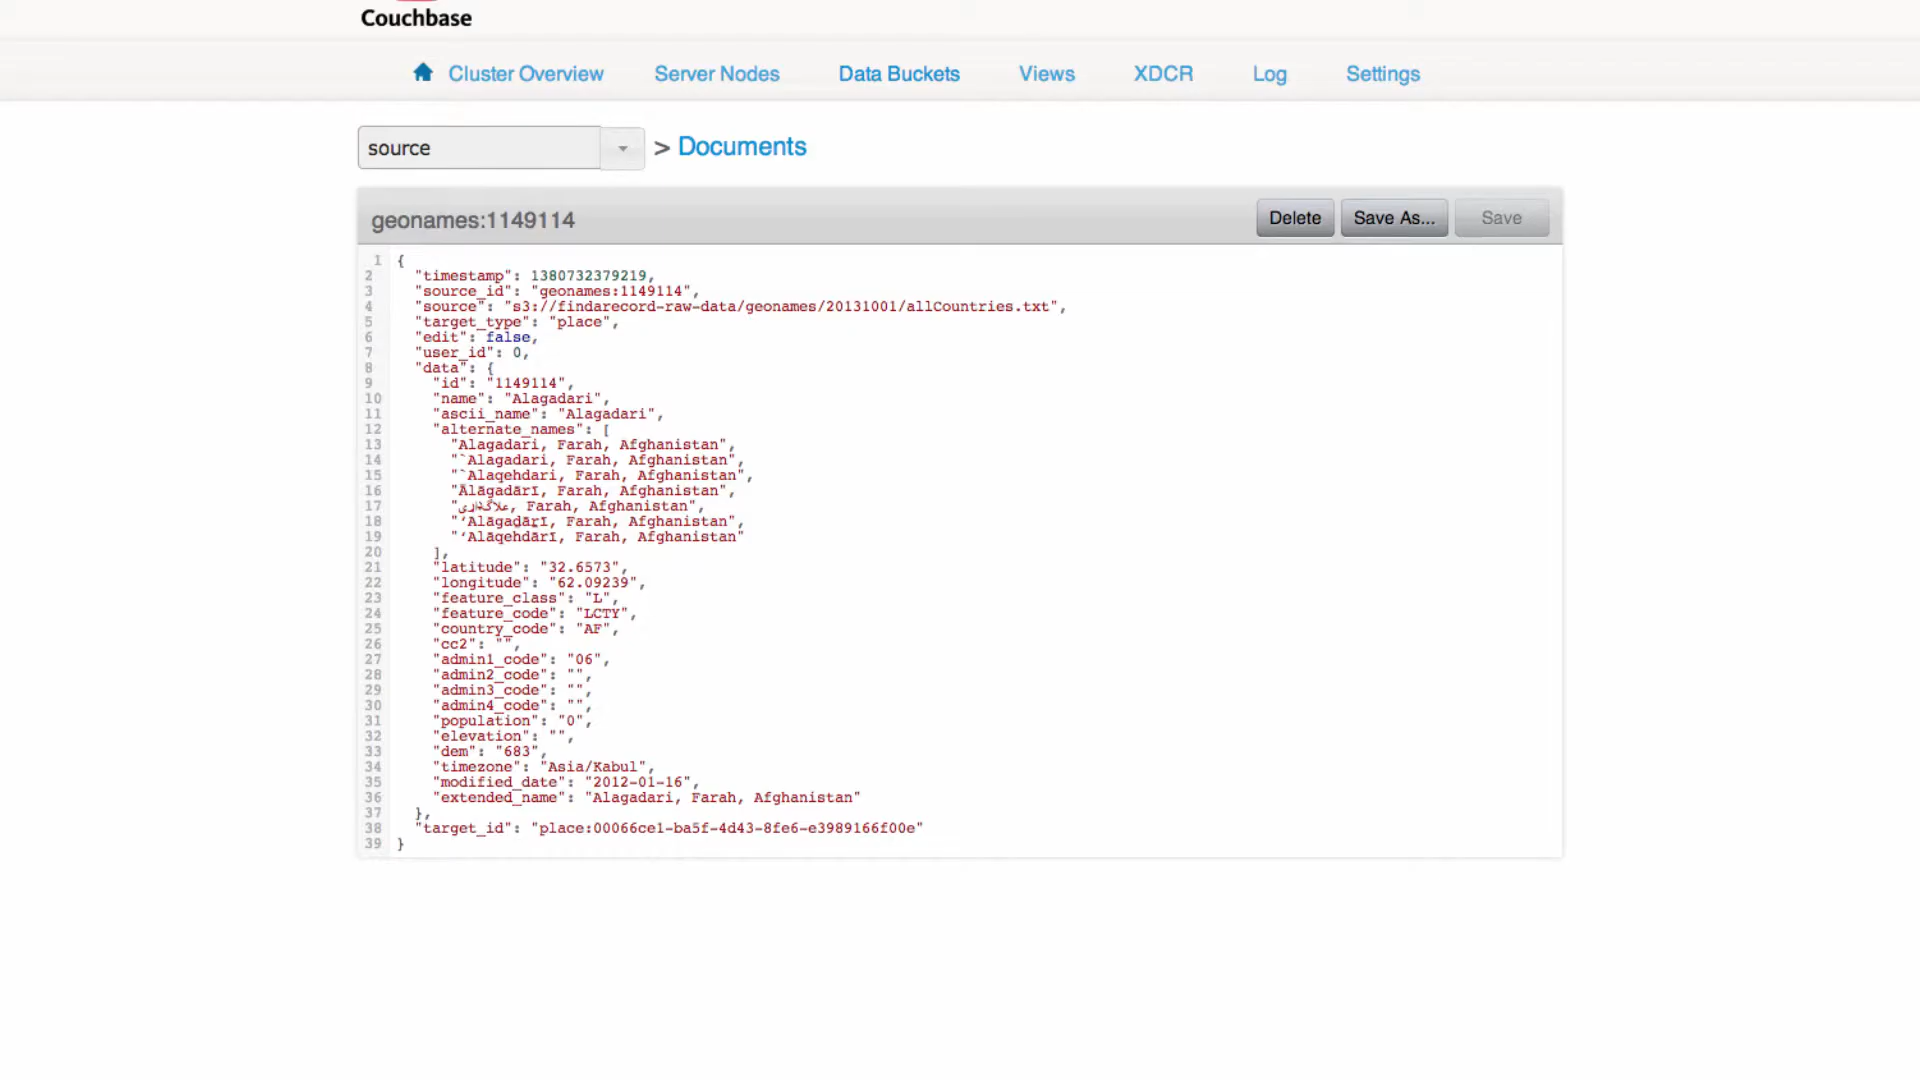 Couchbase
Cluster Overview Server Nodes Data Buckets Views XDCR Log Settings
source > Documents
geonames:1149114 Delete Save As... Save
1 {
2 "timestamp": 1380732379219,
3 "source_id": "geonames:1149114",
4 "source": "s3://findarecord-raw-data/geonames/20131001/allCountries.txt",
5 "target_type": "place",
6 "edit": false,
7 "user_id": 0,
8 "data": {
9 "id": "1149114",
10 "name": "Alagadari",
11 "ascii_name": "Alagadari",
12 "alternate_names": [
13 "Alagadari, Farah, Afghanistan",
14 "`Alagadari, Farah, Afghanistan",
15 "`Alaqehdari, Farah, Afghanistan",
16 "Ālāgadārī, Farah, Afghanistan",
17 "علاگذاری, Farah, Afghanistan",
18 "‘Alāgaḏārī, Farah, Afghanistan",
19 "‘Alāqehdārī, Farah, Afghanistan"
20 ],
21 "latitude": "32.6573",
22 "longitude": "62.09239",
23 "feature_class": "L",
24 "feature_code": "LCTY",
25 "country_code": "AF",
26 "cc2": "",
27 "admin1_code": "06",
28 "admin2_code": "",
29 "admin3_code": "",
30 "admin4_code": "",
31 "population": "0",
32 "elevation": "",
33 "dem": "683",
34 "timezone": "Asia/Kabul",
35 "modified_date": "2012-01-16",
36 "extended_name": "Alagadari, Farah, Afghanistan"
37 },
38 "target_id": "place:00066ce1-ba5f-4d43-8fe6-e3989166f00e"
39 }